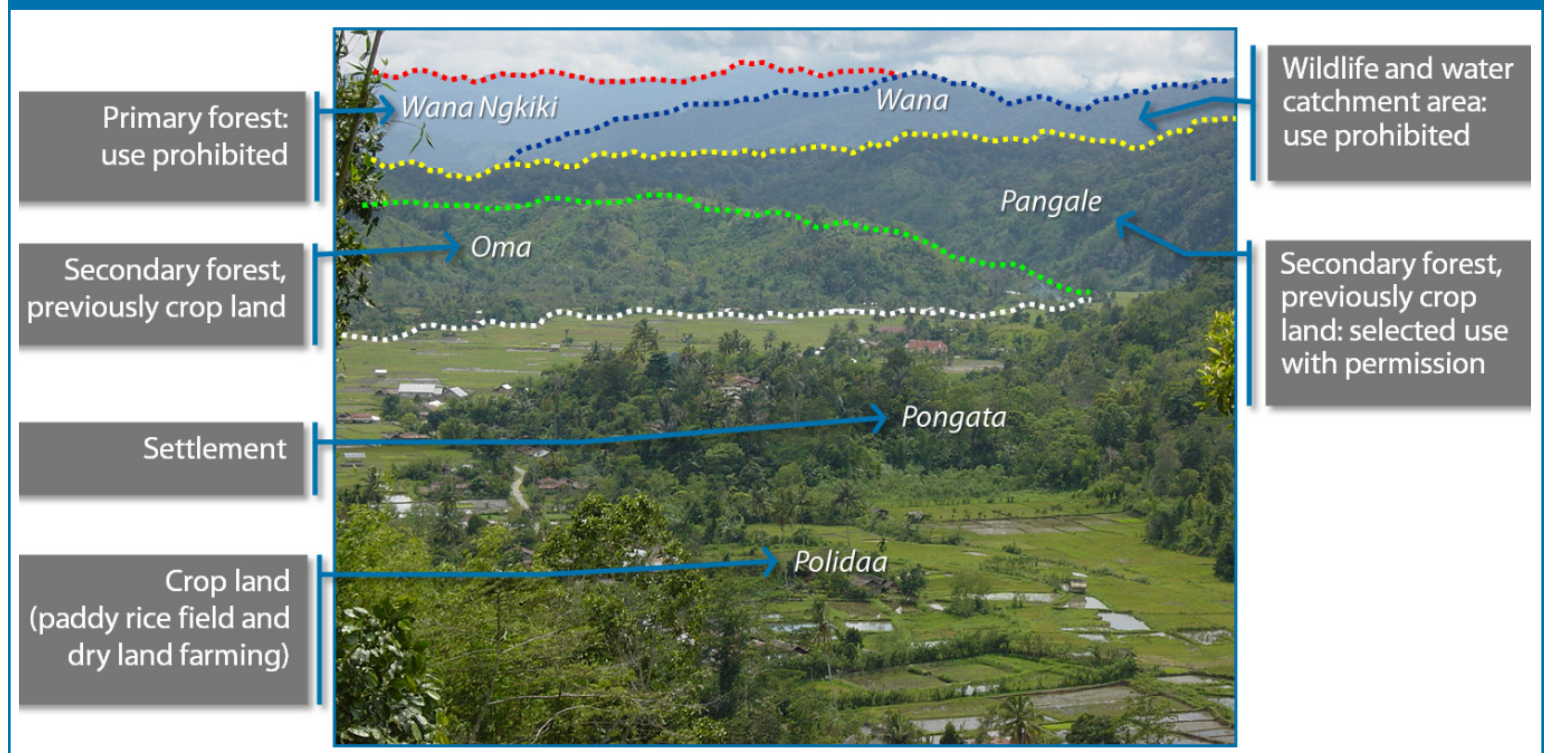 Primary forest:
use prohibited
Wana Ngkiki
Wana
Wildlife and water
catchment area:
use prohibited
Secondary forest,
previously crop land
Oma
Pangale
Secondary forest,
previously crop
land: selected use
with permission
Settlement
Pongata
Crop land
(paddy rice field and
dry land farming)
Polidaa